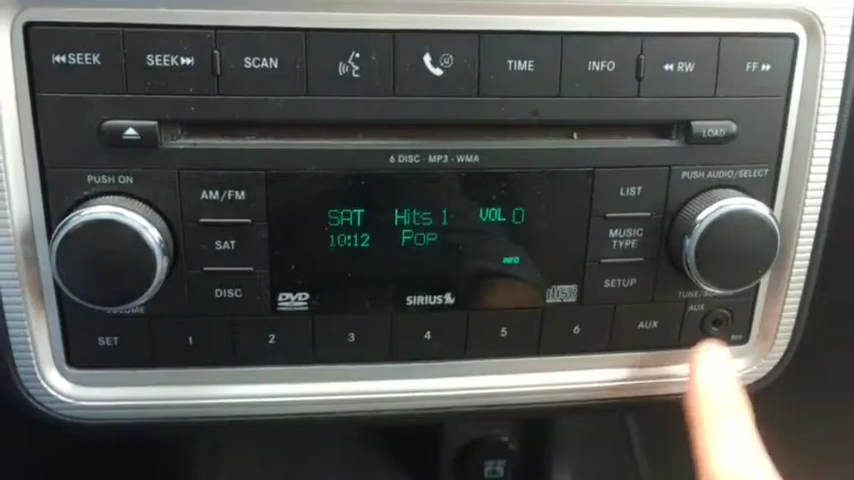 SEEK
SEEK
SCAN
TIME
INFO
RW
FF
LOAD
6 DISC · MP3 · WMA
PUSH ON
PUSH AUDIO/SELECT
AM/FM
SAT
DISC
SAT Hits 1 VOL 0
10:12 Pop
INFO
LIST
MUSIC
TYPE
SETUP
DVD
SIRIUS
disc
VOLUME
AUX
SET
1
2
3
4
5
6
AUX